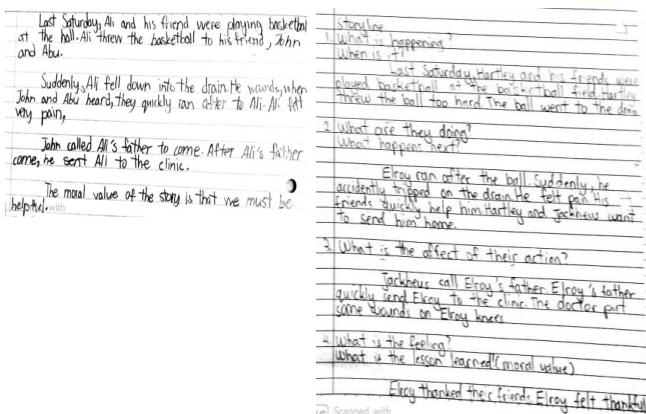 Last Saturday, Ali and his friend were playing basketball
at the hall. Ali threw the basketball to his friend, John
and Abu.
Suddenly, Ali fell down into the drain. He wounds, when
John and Abu heard, they quickly ran after to Ali. Ali felt
very pain,
John called Ali's father to come. After Ali's father
come, he sent Ali to the clinic.
The moral value of the story is that we must be
helpful.
Storyline
1. What is happening?
When is it?
Last Saturday, Hartley and his friends were
played basketball at the basketball field. Hartley
threw the ball too hard. The ball went to the drain
2. What are they doing?
What happens next?
Elroy ran after the ball. Suddenly, he
accidently tripped on the drain. He felt pain. His
friends quickly help him. Hartley and Jackheus want
to send him home.
3. What is the affect of their action?
Jackheus call Elroy's father. Elroy's father
quickly send Elroy to the clinic. The doctor put
some wounds on Elroy knees
4. What is the feeling?
What is the lesson learned? (moral value)
Elroy thanked their friends. Elroy felt thankful
Scanned with